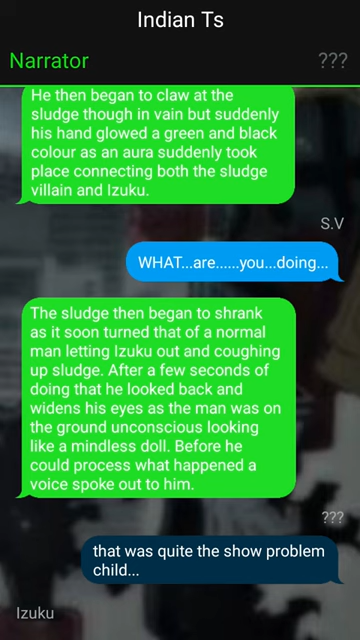 Indian Ts
Narrator
???
He then began to claw at the
sludge though in vain but suddenly
his hand glowed a green and black
colour as an aura suddenly took
place connecting both the sludge
villain and Izuku.
S.V
WHAT...are......you...doing...
The sludge then began to shrank
as it soon turned that of a normal
man letting Izuku out and coughing
up sludge. After a few seconds of
doing that he looked back and
widens his eyes as the man was on
the ground unconscious looking
like a mindless doll. Before he
could process what happened a
voice spoke out to him.
???
that was quite the show problem
child...
Izuku